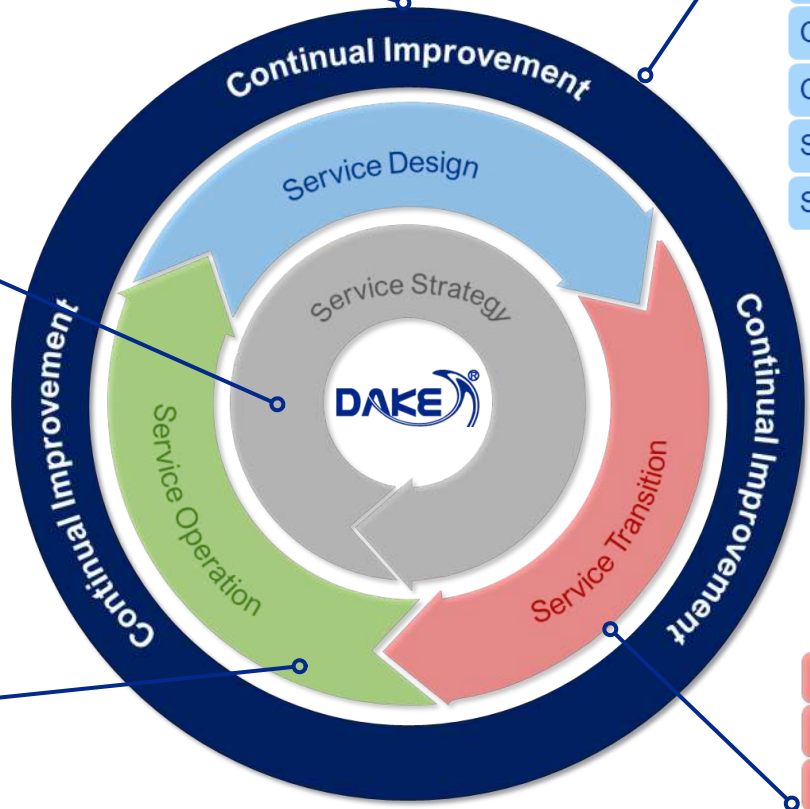 Continual Improvement
Service Design
Service Strategy
DAKE®
Continual Improvement
Continual Improvement
Service Operation
Service Transition
C
C
S
S